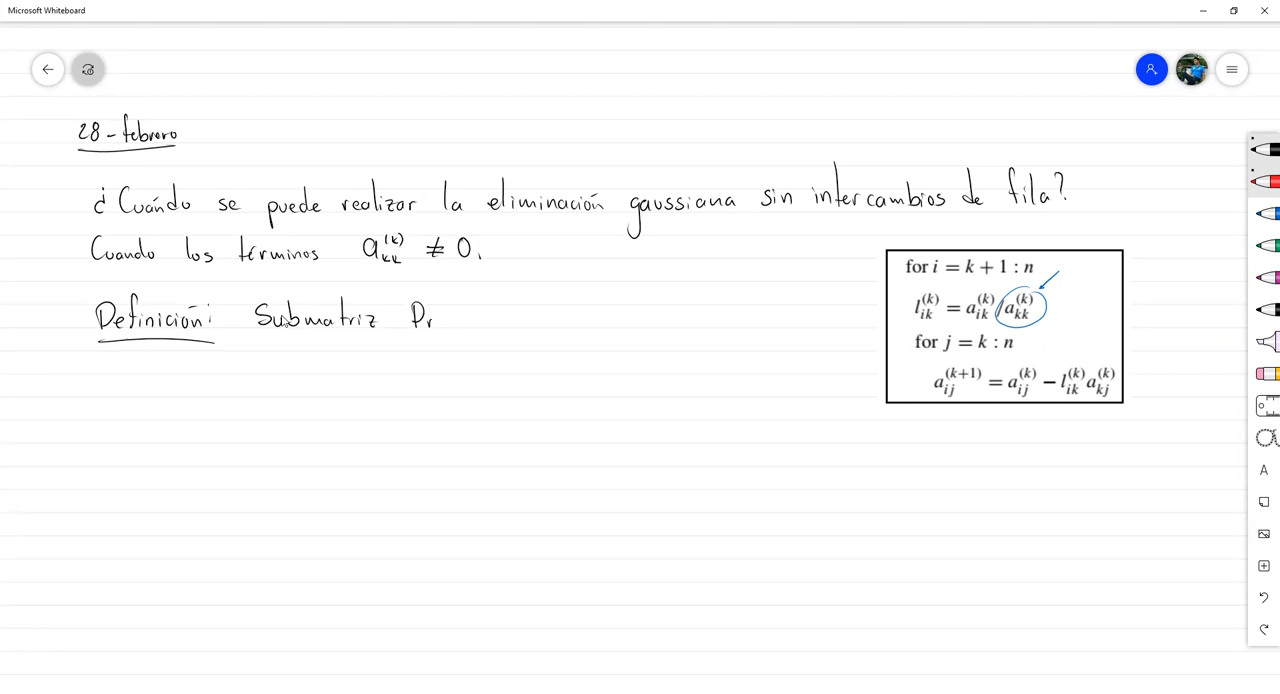 Microsoft Whiteboard
28 - febrero
¿Cuándo se puede realizar la eliminación gaussiana sin intercambios de fila?
Cuando los términos a_{kk}^{(k)} ≠ 0.
for i = k + 1 : n
l_{ik}^{(k)} = a_{ik}^{(k)} / a_{kk}^{(k)}
for j = k : n
a_{ij}^{(k+1)} = a_{ij}^{(k)} − l_{ik}^{(k)} a_{kj}^{(k)}
Definición: Submatriz Pr
A